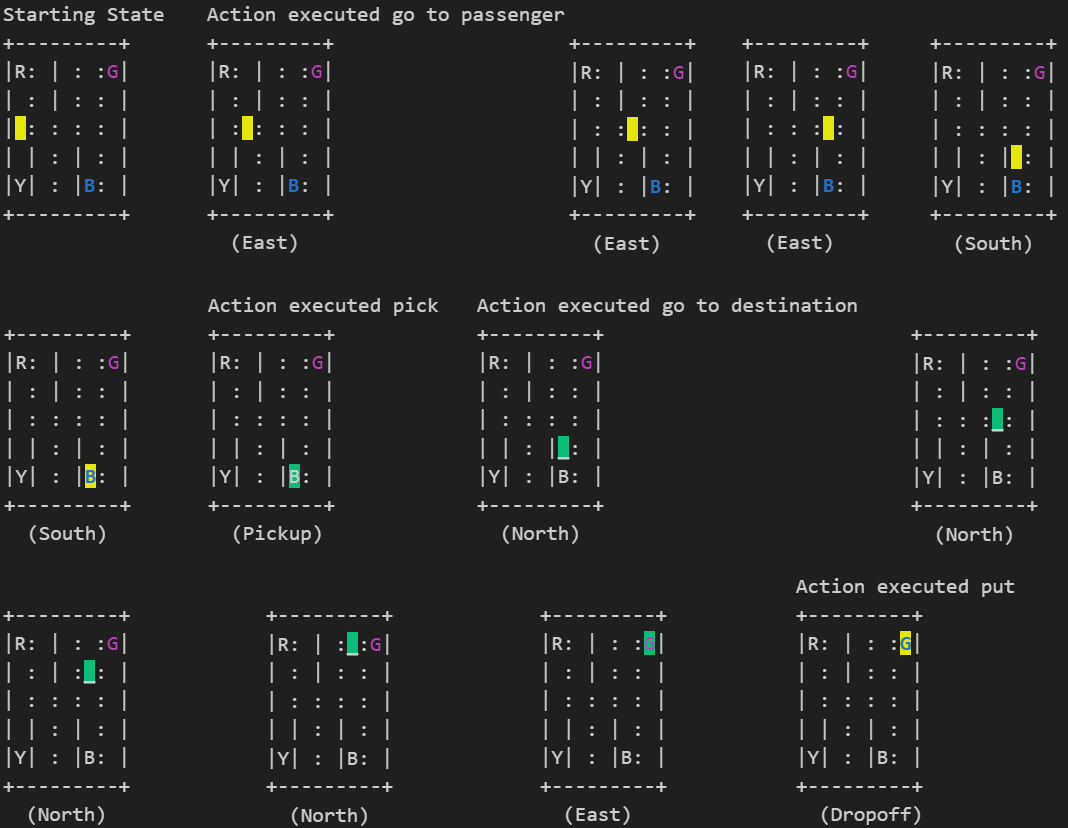 Starting State
+---------+
|R: | : :G|
| : | : : |
| : : : : |
| | : | : |
|Y| : |B: |
+---------+
Action executed go to passenger
+---------+
|R: | : :G|
| : | : : |
| : : : : |
| | : | : |
|Y| : |B: |
+---------+
(East)
+---------+
|R: | : :G|
| : | : : |
| : : : : |
| | : | : |
|Y| : |B: |
+---------+
(East)
+---------+
|R: | : :G|
| : | : : |
| : : : : |
| | : | : |
|Y| : |B: |
+---------+
(East)
+---------+
|R: | : :G|
| : | : : |
| : : : : |
| | : | : |
|Y| : |B: |
+---------+
(South)
+---------+
|R: | : :G|
| : | : : |
| : : : : |
| | : | : |
|Y| : |B: |
+---------+
(South)
Action executed pick
+---------+
|R: | : :G|
| : | : : |
| : : : : |
| | : | : |
|Y| : |B: |
+---------+
(Pickup)
Action executed go to destination
+---------+
|R: | : :G|
| : | : : |
| : : : : |
| | : |_: |
|Y| : |B: |
+---------+
(North)
+---------+
|R: | : :G|
| : | : : |
| : : :_: |
| | : | : |
|Y| : |B: |
+---------+
(North)
+---------+
|R: | : :G|
| : | :_: |
| : : : : |
| | : | : |
|Y| : |B: |
+---------+
(North)
+---------+
|R: | :_:G|
| : | : : |
| : : : : |
| | : | : |
|Y| : |B: |
+---------+
(North)
+---------+
|R: | : :G|
| : | : : |
| : : : : |
| | : | : |
|Y| : |B: |
+---------+
(East)
Action executed put
+---------+
|R: | : :G|
| : | : : |
| : : : : |
| | : | : |
|Y| : |B: |
+---------+
(Dropoff)